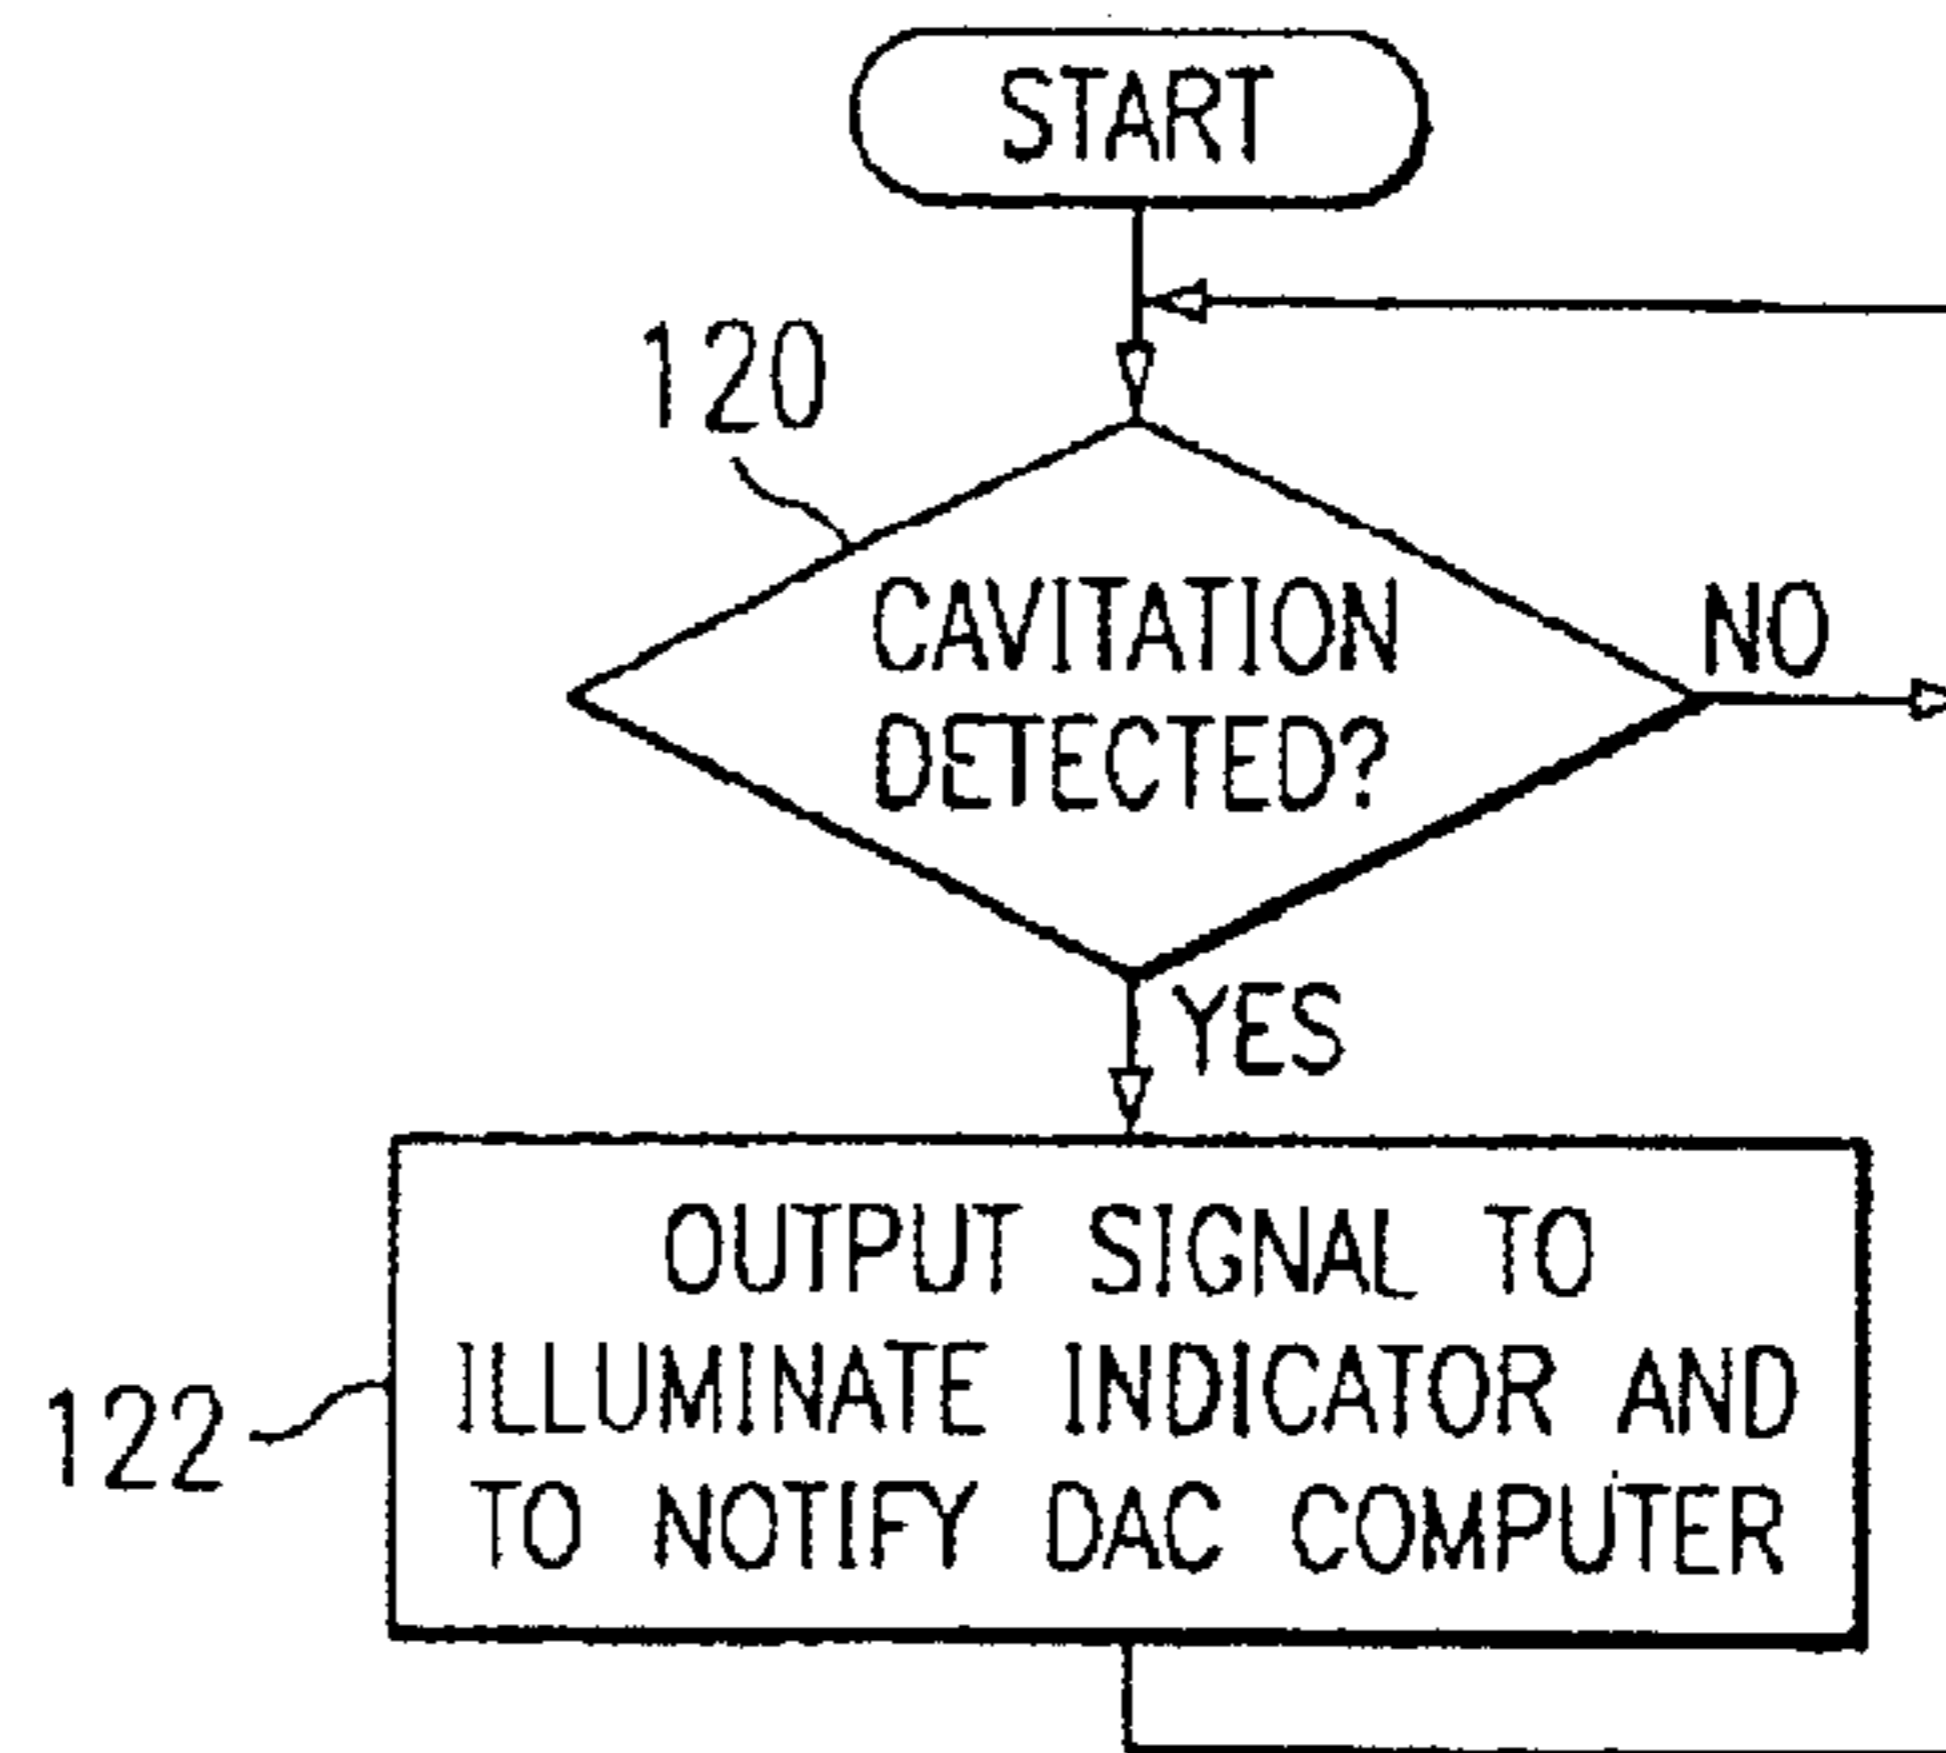 START
120
CAVITATION
DETECTED?
NO
YES
OUTPUT SIGNAL TO
ILLUMINATE INDICATOR AND
TO NOTIFY DAC COMPUTER
122